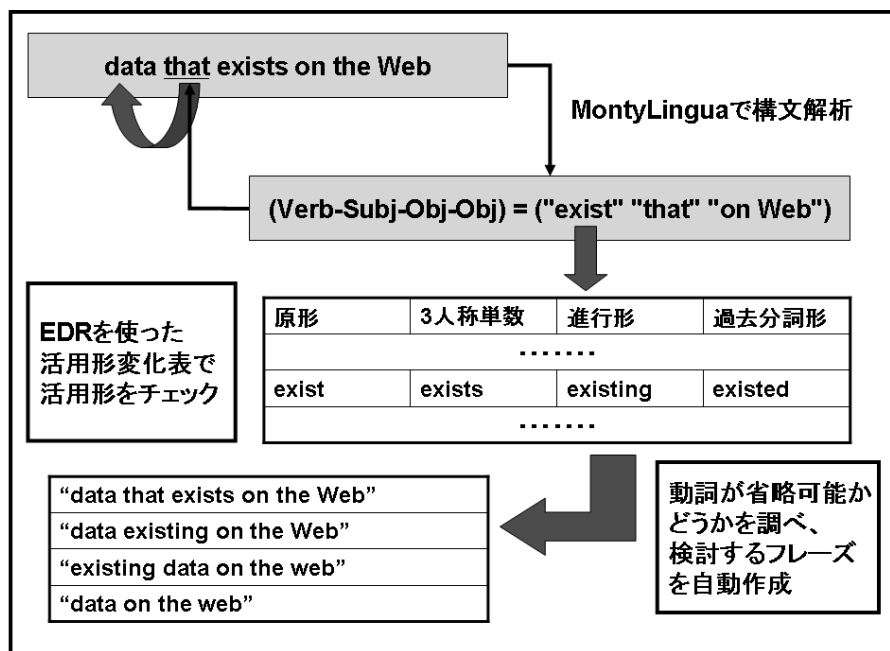 data that exists on the Web
MontyLinguaで構文解析
(Verb-Subj-Obj-Obj) = ("exist" "that" "on Web")
EDRを使った
活用形変化表で
活用形をチェック
原形 3人称単数 進行形 過去分詞形
・・・・・・・
exist exists existing existed
・・・・・・・
動詞が省略可能か
どうかを調べ、
検討するフレーズ
を自動作成
“data that exists on the Web”
“data existing on the Web”
“existing data on the web”
“data on the web”